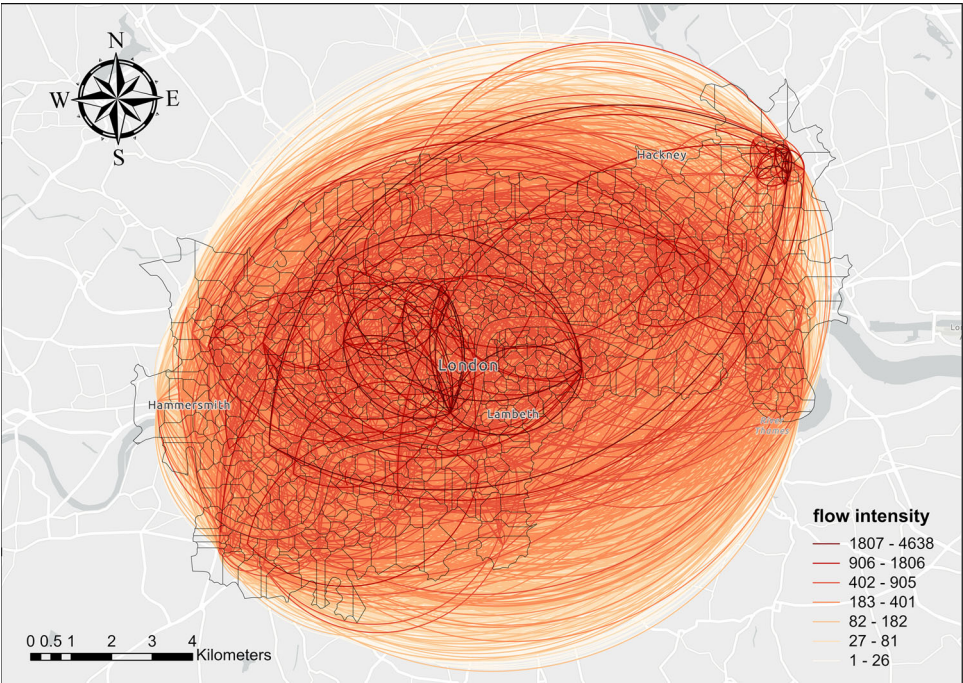 N
W
E
S
Hackney
London
Hammersmith
Lambeth
flow intensity
1807 - 4638
906 - 1806
402 - 905
183 - 401
82 - 182
27 - 81
1 - 26
0 0.5 1 2 3 4
Kilometers